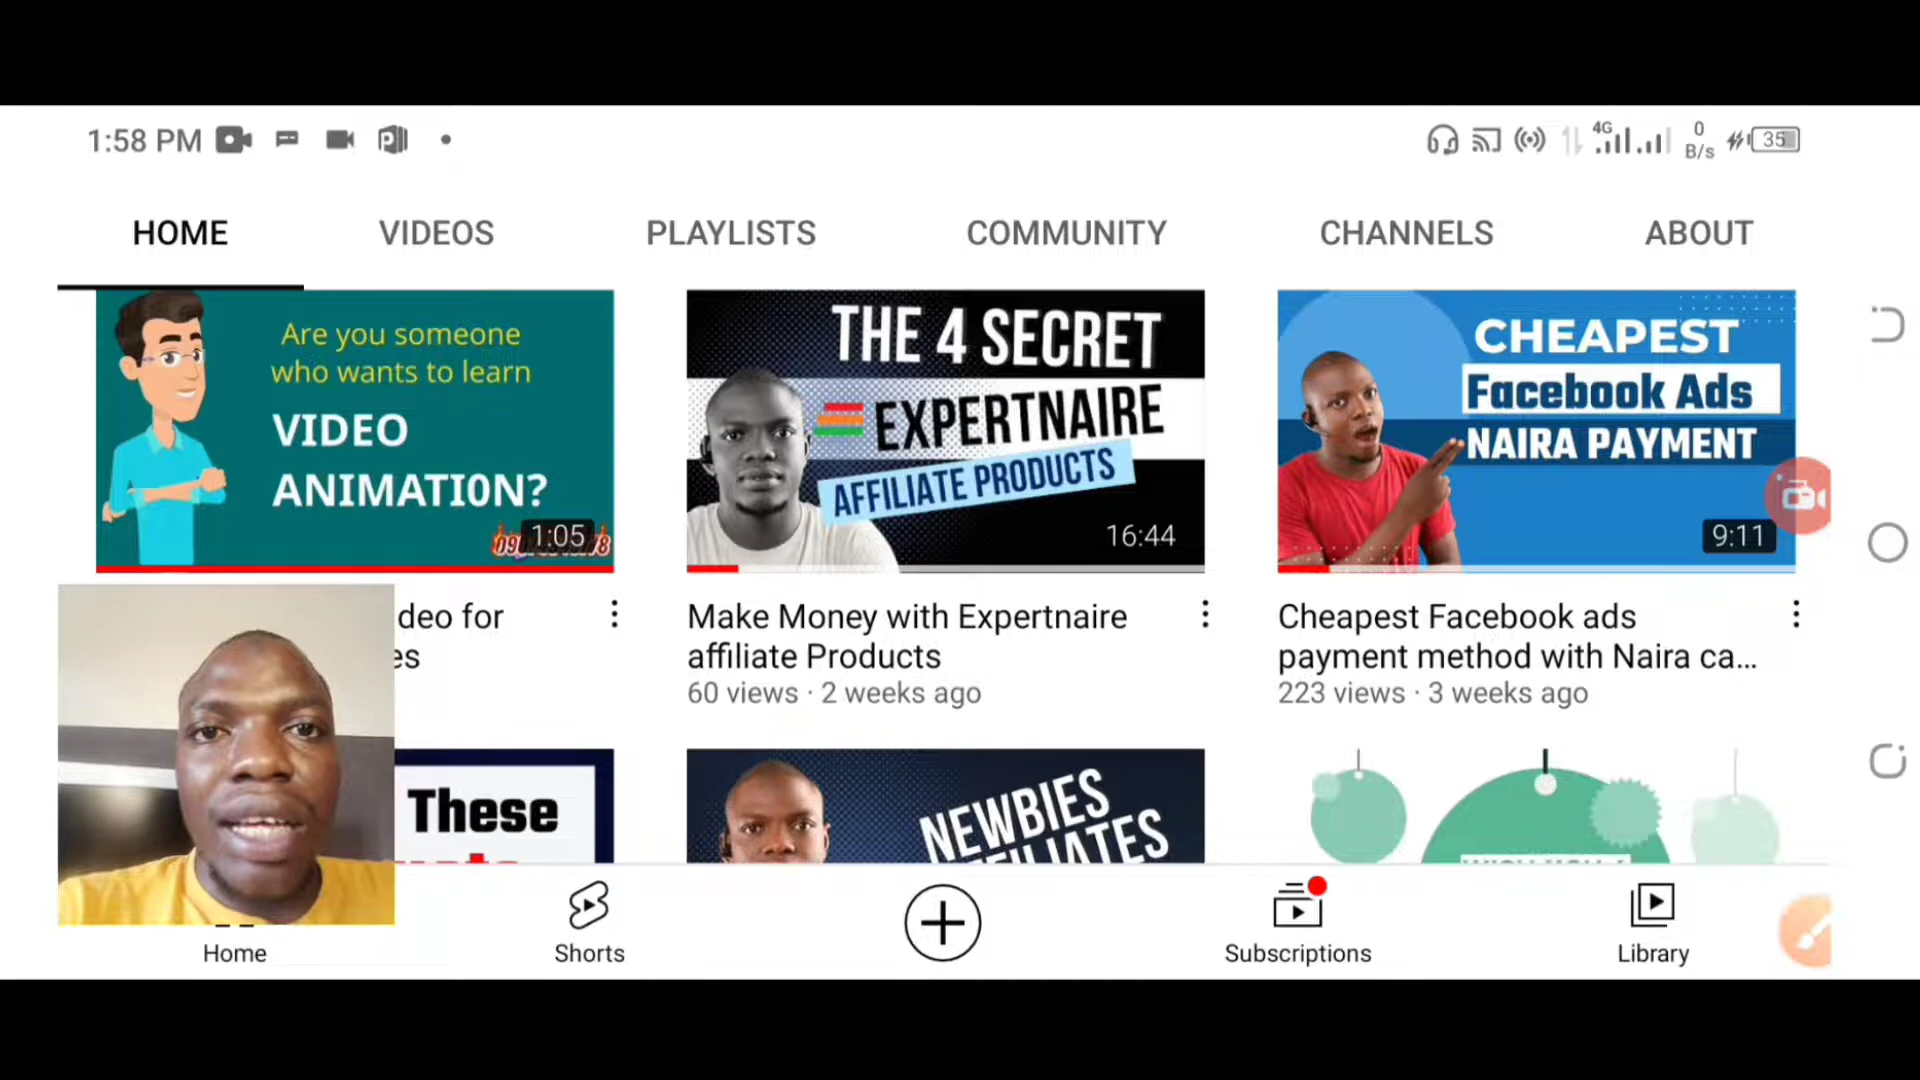 1:58 PM
4G
0
B/s
35
HOME
VIDEOS
PLAYLISTS
COMMUNITY
CHANNELS
ABOUT
Are you someone
who wants to learn
VIDEO
ANIMATI0N?
1:05
THE 4 SECRET
EXPERTNAIRE
AFFILIATE PRODUCTS
16:44
CHEAPEST
Facebook Ads
NAIRA PAYMENT
9:11
deo for
es
Make Money with Expertnaire
affiliate Products
60 views · 2 weeks ago
Cheapest Facebook ads
payment method with Naira ca...
223 views · 3 weeks ago
These
NEWBIES
Home
Shorts
Subscriptions
Library